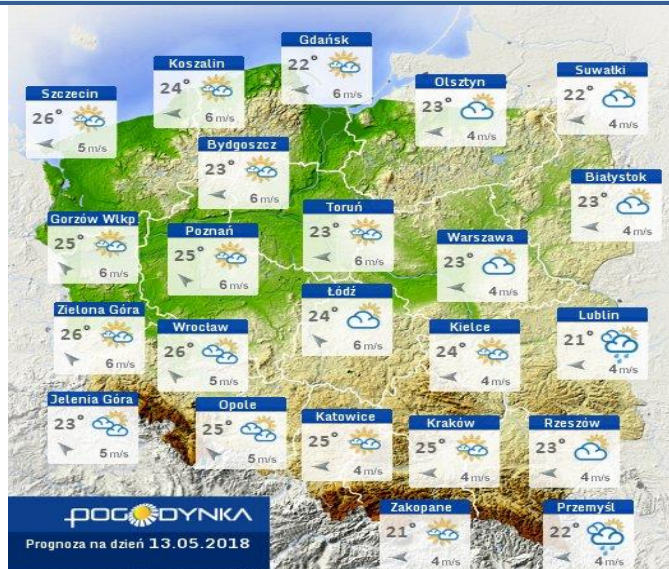 Gdańsk
22°
6 m/s
Koszalin
24°
6 m/s
Suwałki
22°
4 m/s
Olsztyn
23°
4 m/s
Szczecin
26°
5 m/s
Bydgoszcz
23°
6 m/s
Białystok
23°
4 m/s
Toruń
23°
6 m/s
Gorzów Wlkp
25°
6 m/s
Poznań
25°
6 m/s
Warszawa
23°
4 m/s
Łódź
24°
6 m/s
Zielona Góra
26°
6 m/s
Wrocław
26°
5 m/s
Kielce
24°
4 m/s
Lublin
21°
4 m/s
Jelenia Góra
23°
5 m/s
Opole
25°
5 m/s
Katowice
25°
4 m/s
Kraków
25°
4 m/s
Rzeszów
23°
4 m/s
Zakopane
21°
4 m/s
Przemyśl
22°
4 m/s
POGODYNKA
Prognoza na dzień 13.05.2018